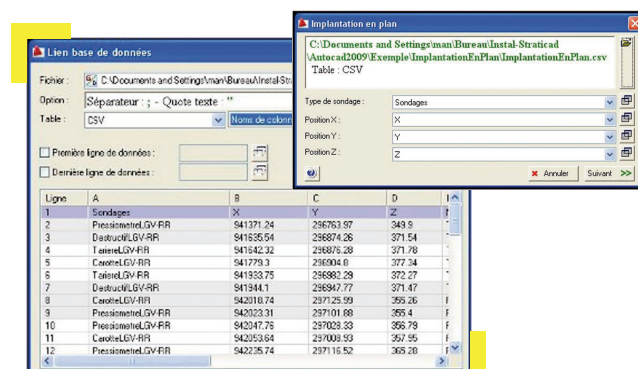 Implantation en plan
C:\Documents and Settings\man\Bureau\Instal-Straticad
\Autocad2009\Exemple\ImplantationEnPlan\ImplantationEnPlan.csv
Table : CSV
Type de sondage : Sondages
Position X : X
Position Y : Y
Position Z : Z
Annuler Suivant >>
Lien base de données
Fichier : C:\Documents and Settings\man\Bureau\Instal-Stra
Option : Séparateur : ; - Quote texte : "
Table : CSV Noms de colonn
Première ligne de données :
Dernière ligne de données :
Ligne A B C D
1 Sondages X Y Z
2 PressiometreLGV-RR 941371.24 296763.97 349.9
3 DestructifLGV-RR 941635.54 296874.26 371.54
4 TariereLGV-RR 941642.32 296876.28 371.78
5 CarotteLGV-RR 941779.3 296904.8 377.34
6 TariereLGV-RR 941933.75 296982.29 372.27
7 DestructifLGV-RR 941944.1 296947.77 371.47
8 CarotteLGV-RR 942018.74 297125.99 355.26
9 PressiometreLGV-RR 942023.31 297101.88 355.4
10 PressiometreLGV-RR 942047.76 297029.33 356.79
11 CarotteLGV-RR 942053.64 297008.93 357.95
12 PressiometreLGV-RR 942235.74 297116.52 365.28